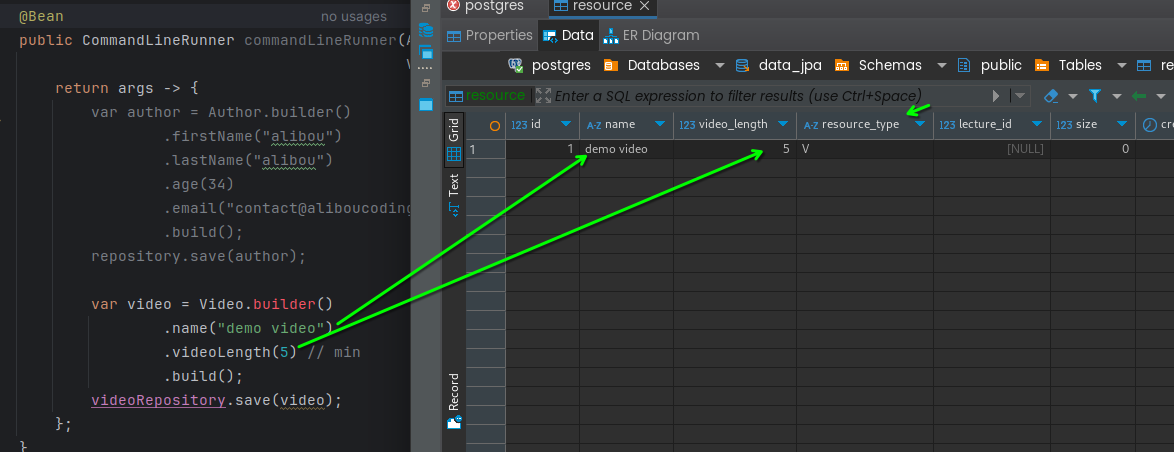 @Bean no usages
public CommandLineRunner commandLineRunner(
return args -> {
var author = Author.builder()
.firstName("alibou")
.lastName("alibou")
.age(34)
.email("contact@aliboucoding
.build();
repository.save(author);
var video = Video.builder()
.name("demo video")
.videoLength(5) // min
.build();
videoRepository.save(video);
};
}
postgres resource
Properties Data ER Diagram
postgres Databases data_jpa Schemas public Tables re
resource Enter a SQL expression to filter results (use Ctrl+Space)
Grid
Text
Record
123 id A-Z name 123 video_length A-Z resource_type 123 lecture_id 123 size cre
1 1 demo video 5 V [NULL] 0